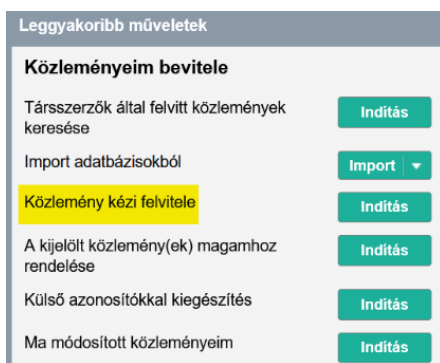 Leggyakoribb műveletek
Közleményeim bevitele
Társszerzők által felvitt közlemények
keresése
Indítás
Import adatbázisokból
Import
Közlemény kézi felvitele
Indítás
A kijelölt közlemény(ek) magamhoz
rendelése
Indítás
Külső azonosítókkal kiegészítés
Indítás
Ma módosított közleményeim
Indítás